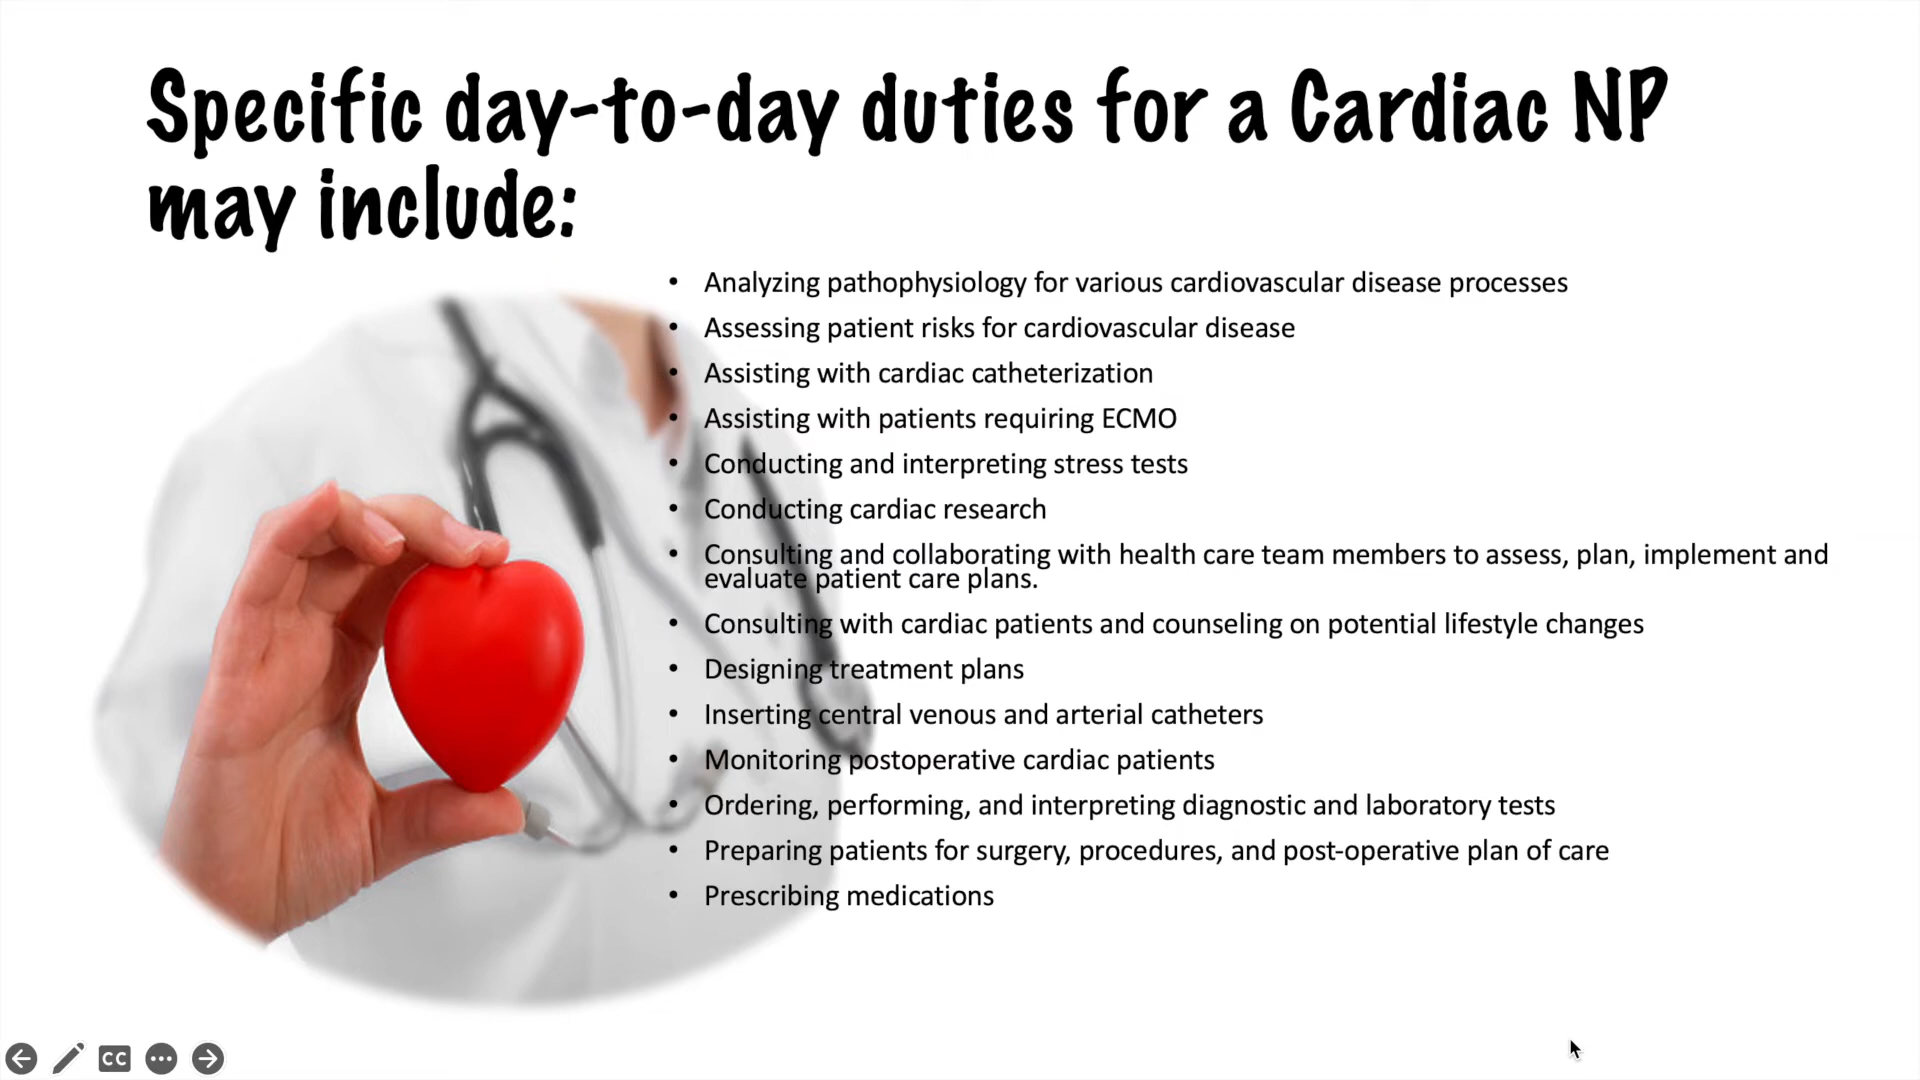 Specific day-to-day duties for a Cardiac NP
may include:
• Analyzing pathophysiology for various cardiovascular disease processes
• Assessing patient risks for cardiovascular disease
• Assisting with cardiac catheterization
• Assisting with patients requiring ECMO
• Conducting and interpreting stress tests
• Conducting cardiac research
• Consulting and collaborating with health care team members to assess, plan, implement and
evaluate patient care plans.
• Consulting with cardiac patients and counseling on potential lifestyle changes
• Designing treatment plans
• Inserting central venous and arterial catheters
• Monitoring postoperative cardiac patients
• Ordering, performing, and interpreting diagnostic and laboratory tests
• Preparing patients for surgery, procedures, and post-operative plan of care
• Prescribing medications
CC